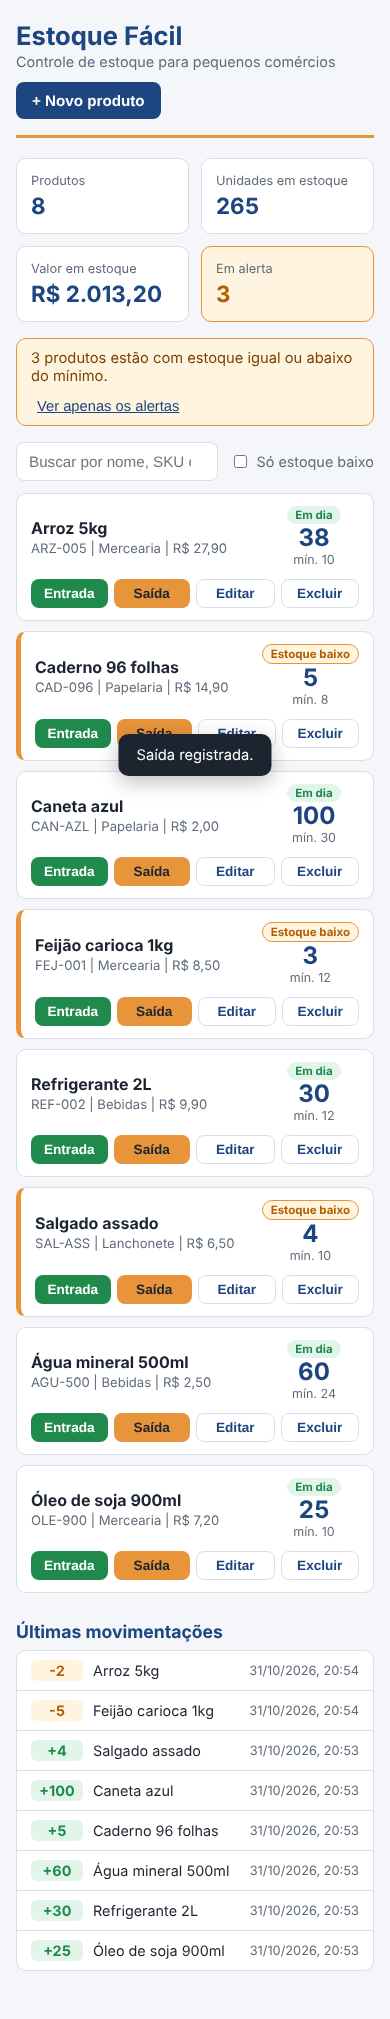 Estoque Fácil
Controle de estoque para pequenos comércios
+ Novo produto
Produtos
8
Unidades em estoque
265
Valor em estoque
R$ 2.013,20
Em alerta
3
3 produtos estão com estoque igual ou abaixo
do mínimo.
Ver apenas os alertas
Buscar por nome, SKU
Só estoque baixo
Arroz 5kg
ARZ-005 | Mercearia | R$ 27,90
Em dia
38
mín. 10
Entrada Saída Editar Excluir
Caderno 96 folhas
CAD-096 | Papelaria | R$ 14,90
Estoque baixo
5
mín. 8
Entrada Saída Editar Excluir
Saída registrada.
Caneta azul
CAN-AZL | Papelaria | R$ 2,00
Em dia
100
mín. 30
Entrada Saída Editar Excluir
Feijão carioca 1kg
FEJ-001 | Mercearia | R$ 8,50
Estoque baixo
3
mín. 12
Entrada Saída Editar Excluir
Refrigerante 2L
REF-002 | Bebidas | R$ 9,90
Em dia
30
mín. 12
Entrada Saída Editar Excluir
Salgado assado
SAL-ASS | Lanchonete | R$ 6,50
Estoque baixo
4
mín. 10
Entrada Saída Editar Excluir
Água mineral 500ml
AGU-500 | Bebidas | R$ 2,50
Em dia
60
mín. 24
Entrada Saída Editar Excluir
Óleo de soja 900ml
OLE-900 | Mercearia | R$ 7,20
Em dia
25
mín. 10
Entrada Saída Editar Excluir
Últimas movimentações
-2 Arroz 5kg 31/10/2026, 20:54
-5 Feijão carioca 1kg 31/10/2026, 20:54
+4 Salgado assado 31/10/2026, 20:53
+100 Caneta azul 31/10/2026, 20:53
+5 Caderno 96 folhas 31/10/2026, 20:53
+60 Água mineral 500ml 31/10/2026, 20:53
+30 Refrigerante 2L 31/10/2026, 20:53
+25 Óleo de soja 900ml 31/10/2026, 20:53